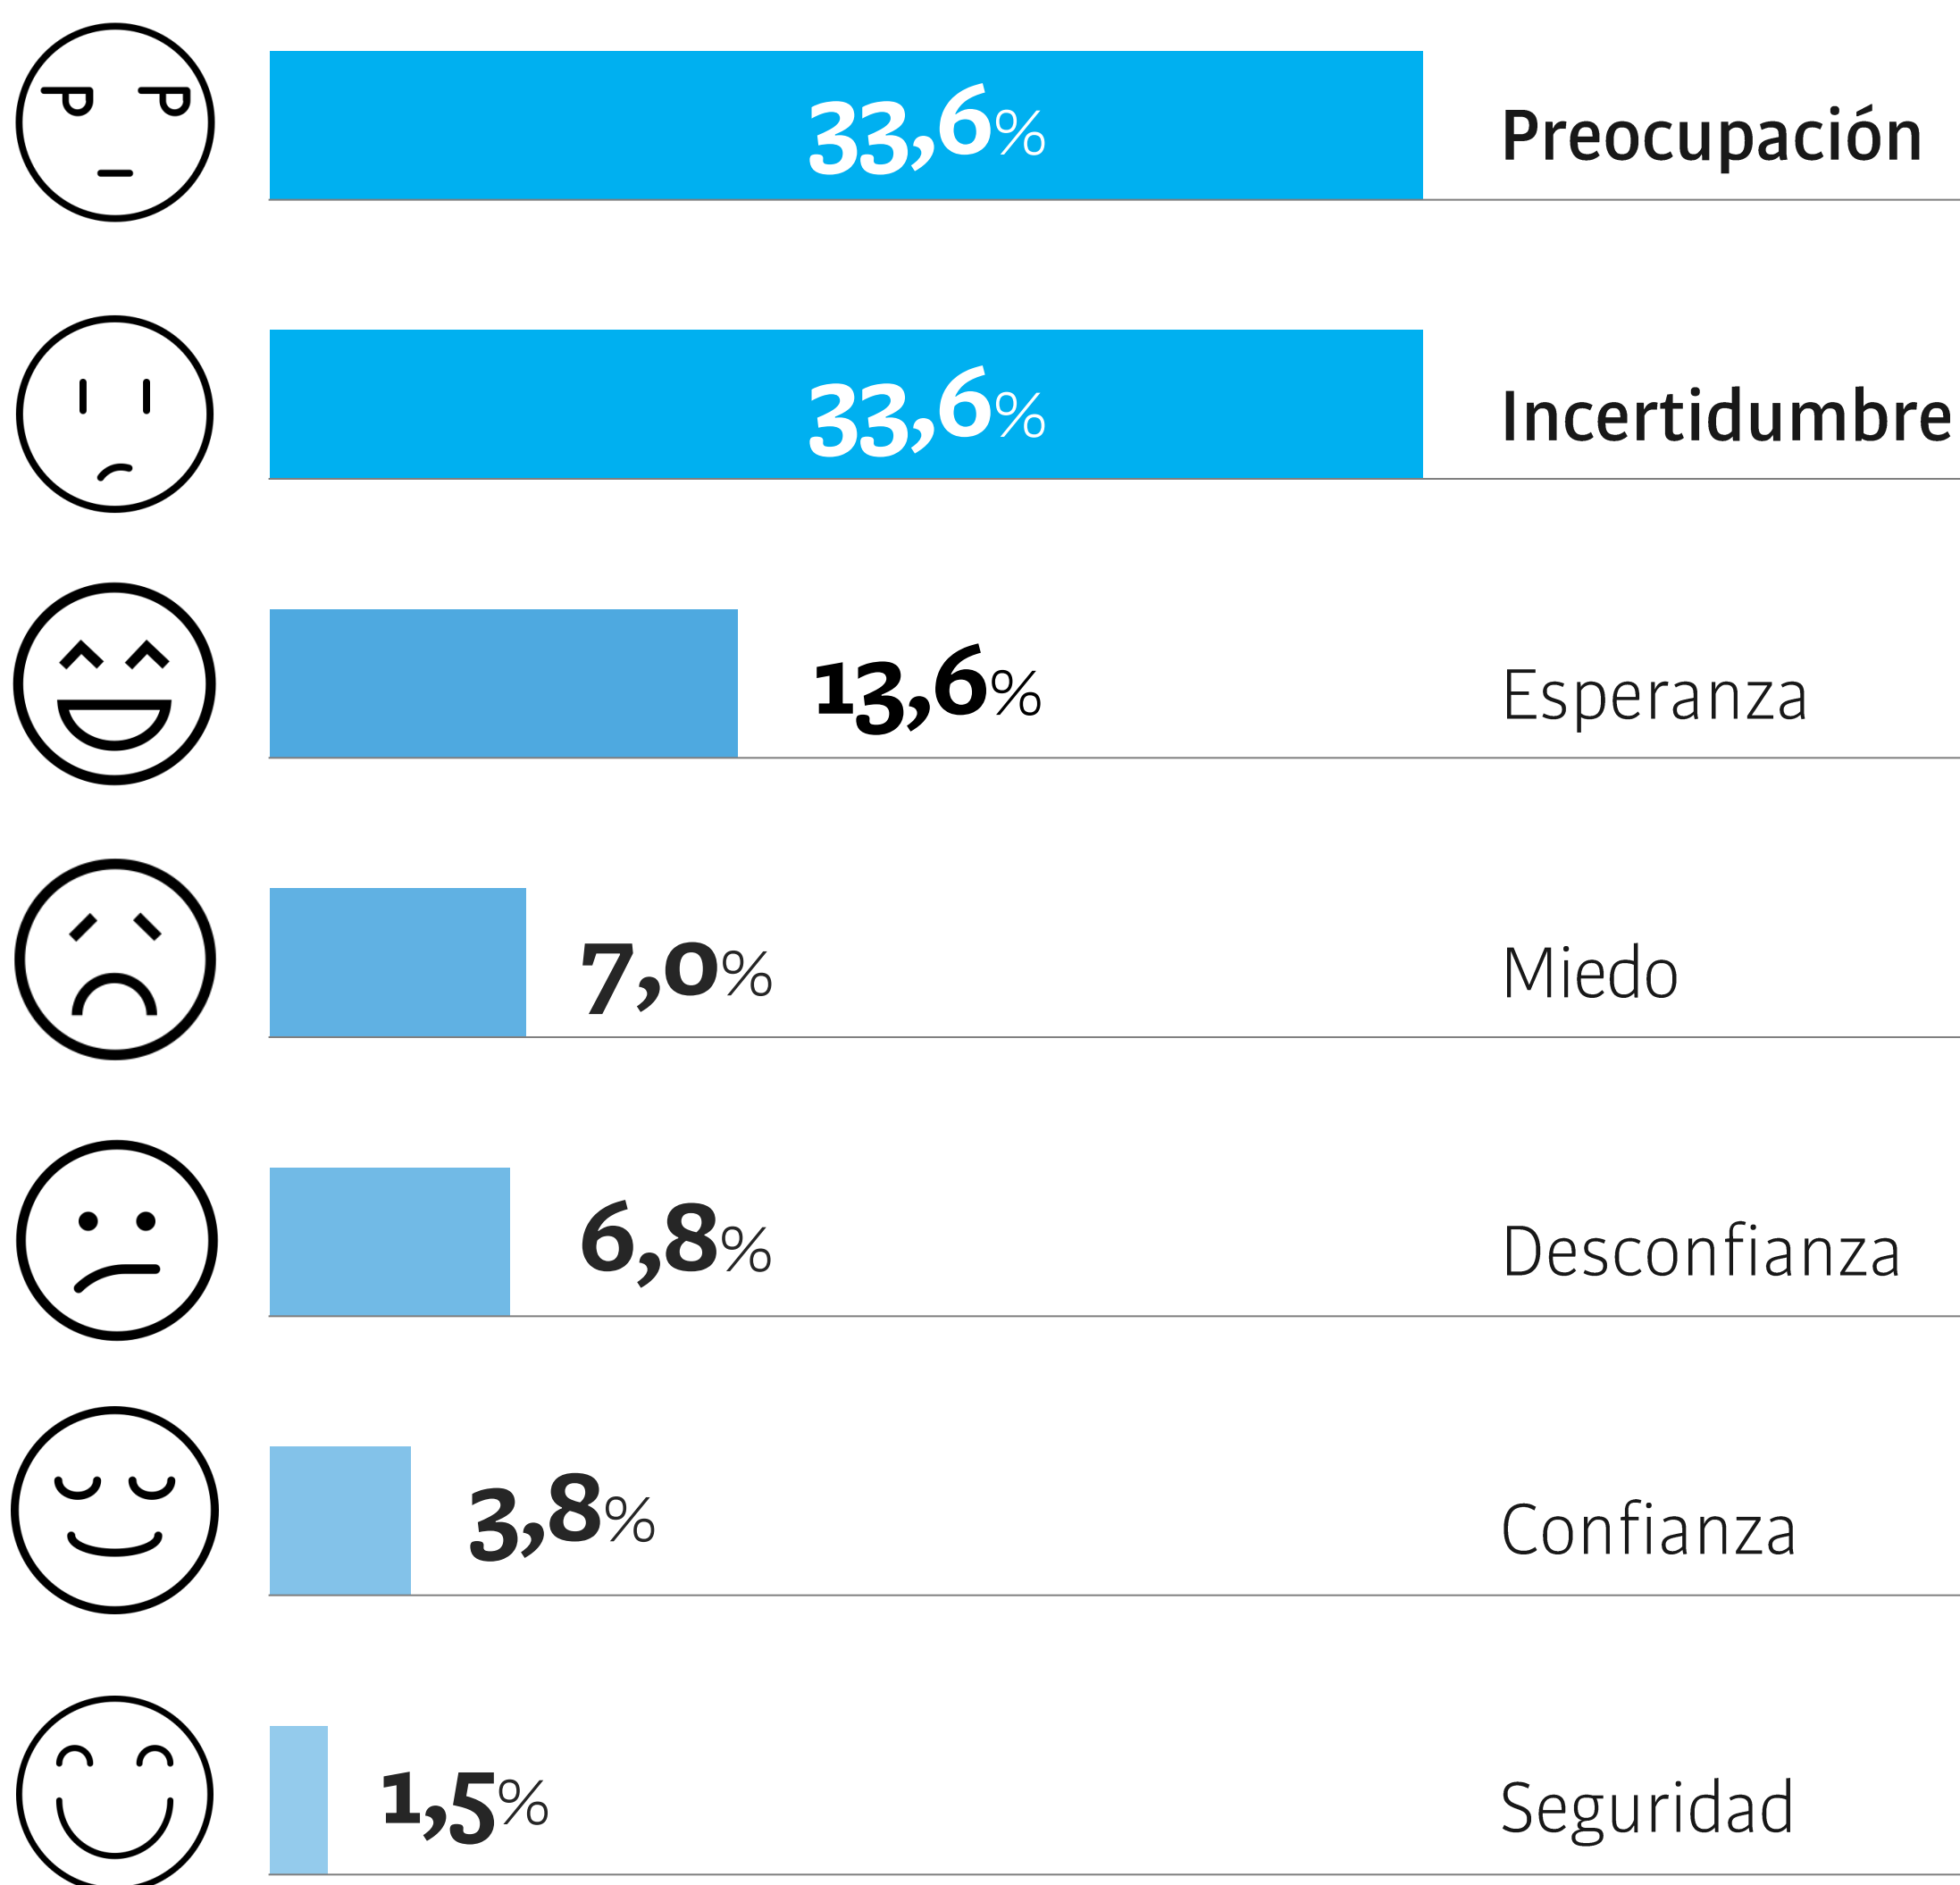 33,6% Preocupación
33,6% Incertidumbre
13,6% Esperanza
7,0% Miedo
6,8% Desconfianza
3,8% Confianza
1,5% Seguridad